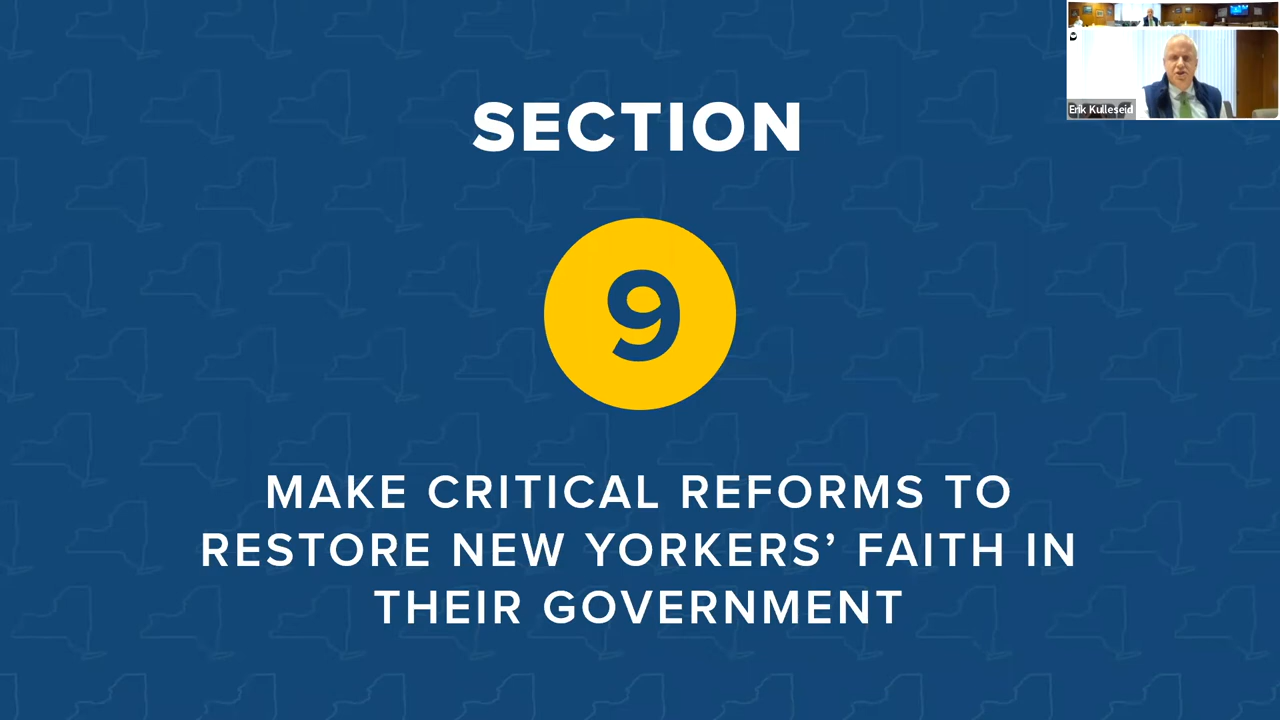 Erik Kulleseid
SECTION
9
MAKE CRITICAL REFORMS TO
RESTORE NEW YORKERS’ FAITH IN
THEIR GOVERNMENT